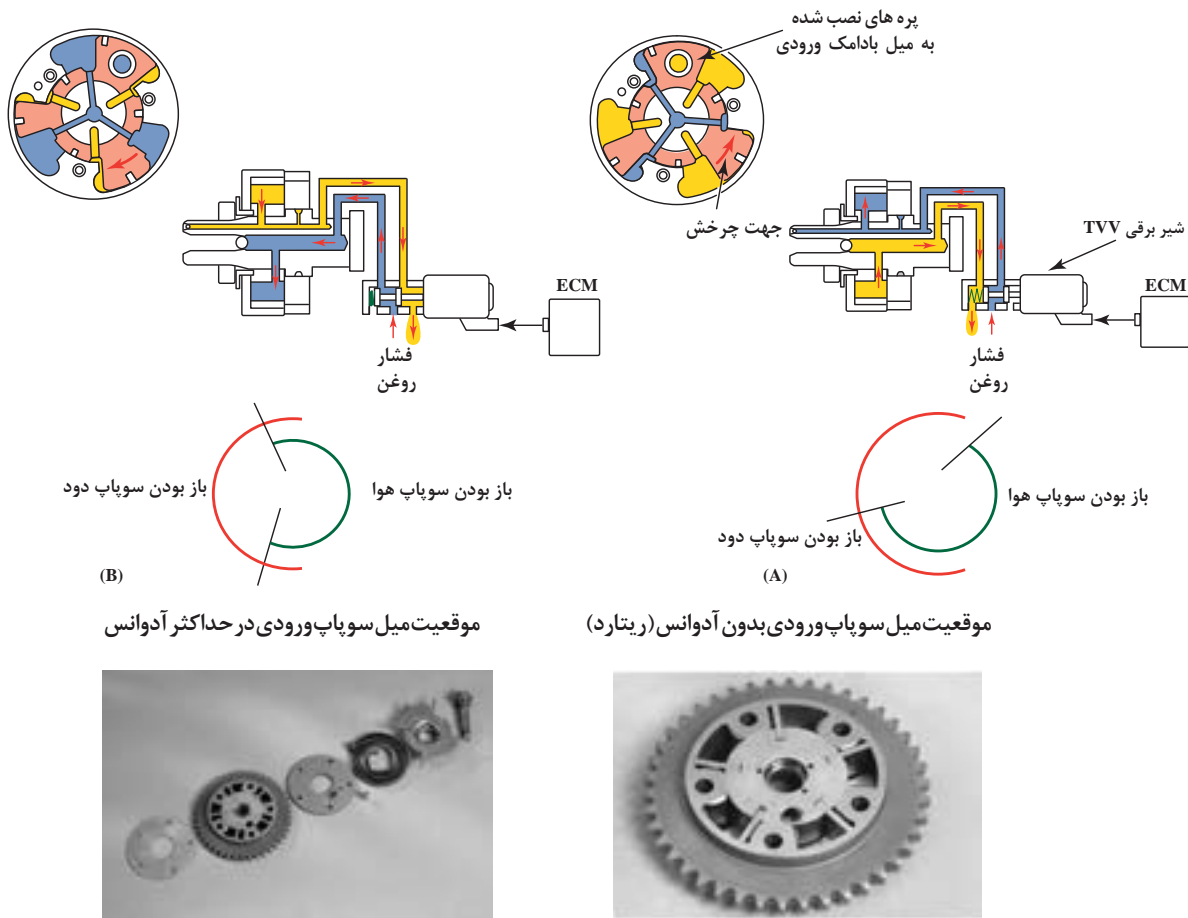 پره های نصب شده
به میل بادامک ورودی
جهت چرخش
شیر برقی TVV
ECM
فشار
روغن
باز بودن سوپاپ هوا
باز بودن سوپاپ دود
(A)
موقعیت میل سوپاپ ورودی بدون آدوانس (ریتارد)
ECM
فشار
روغن
باز بودن سوپاپ هوا
باز بودن سوپاپ دود
(B)
موقعیت میل سوپاپ ورودی در حداکثر آدوانس